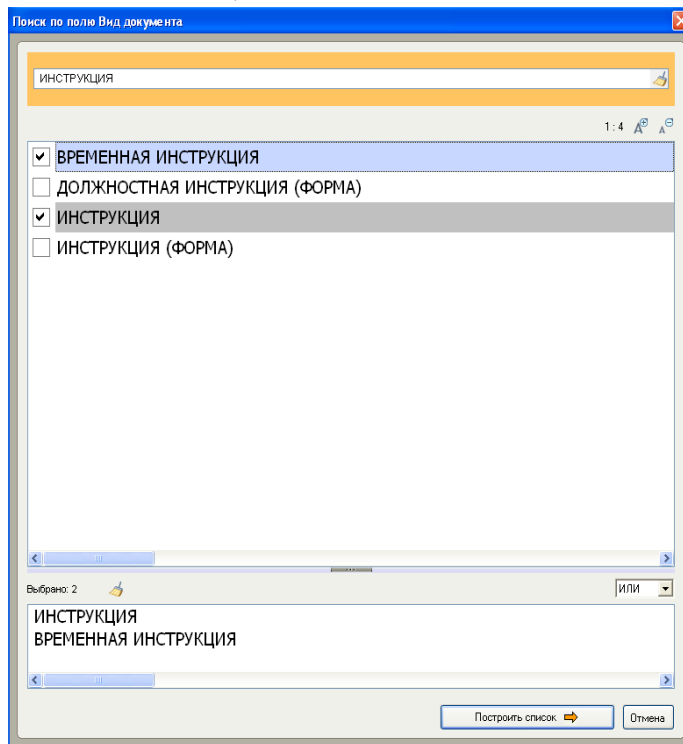 Поиск по полю Вид документа
ИНСТРУКЦИЯ
1 : 4
ВРЕМЕННАЯ ИНСТРУКЦИЯ
ДОЛЖНОСТНАЯ ИНСТРУКЦИЯ (ФОРМА)
ИНСТРУКЦИЯ
ИНСТРУКЦИЯ (ФОРМА)
Выбрано: 2 ИЛИ
ИНСТРУКЦИЯ
ВРЕМЕННАЯ ИНСТРУКЦИЯ
Построить список Отмена